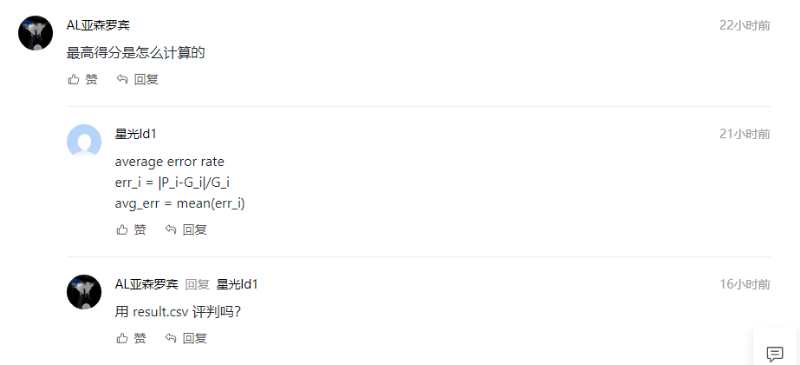 AL亚森罗宾 22小时前
最高得分是怎么计算的
赞 回复
星光ld1 21小时前
average error rate
err_i = |P_i-G_i|/G_i
avg_err = mean(err_i)
赞 回复
AL亚森罗宾 回复 星光ld1 16小时前
用 result.csv 评判吗？
赞 回复